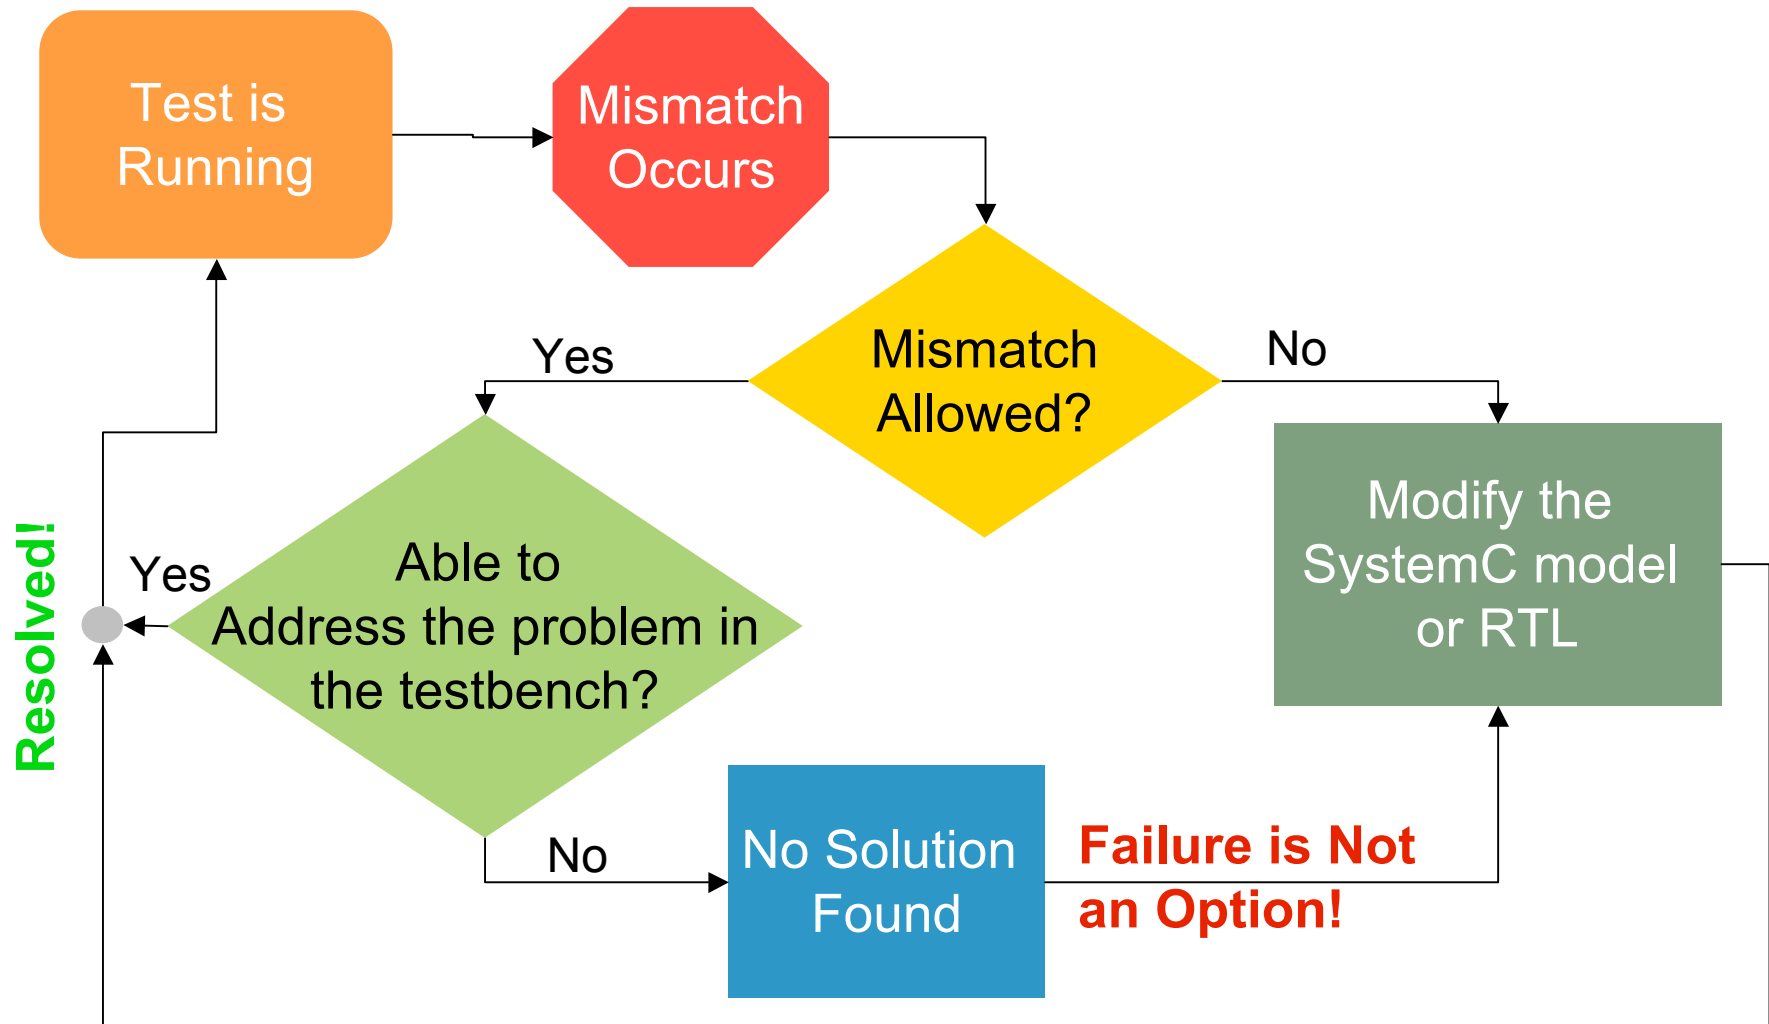 Test is
Running
Mismatch
Occurs
Mismatch
Allowed?
Yes
No
Able to
Address the problem in
the testbench?
Yes
Resolved!
No
Modify the
SystemC model
or RTL
No Solution
Found
Failure is Not
an Option!